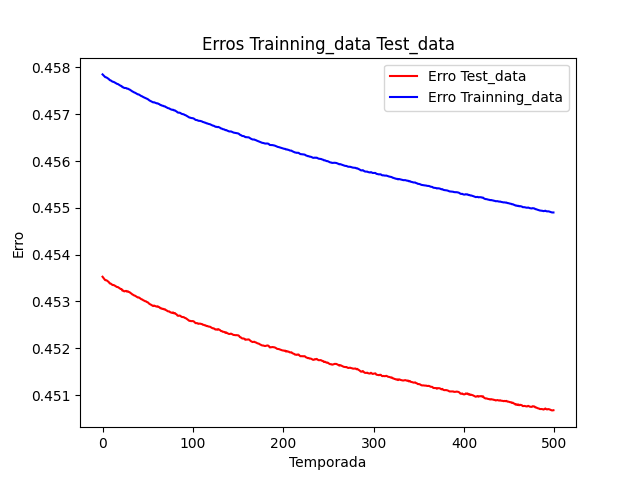 Erros Trainning_data Test_data
Erro Test_data
Erro Trainning_data
0.458
0.457
0.456
0.455
0.454
0.453
0.452
0.451
Erro
0
100
200
300
400
500
Temporada